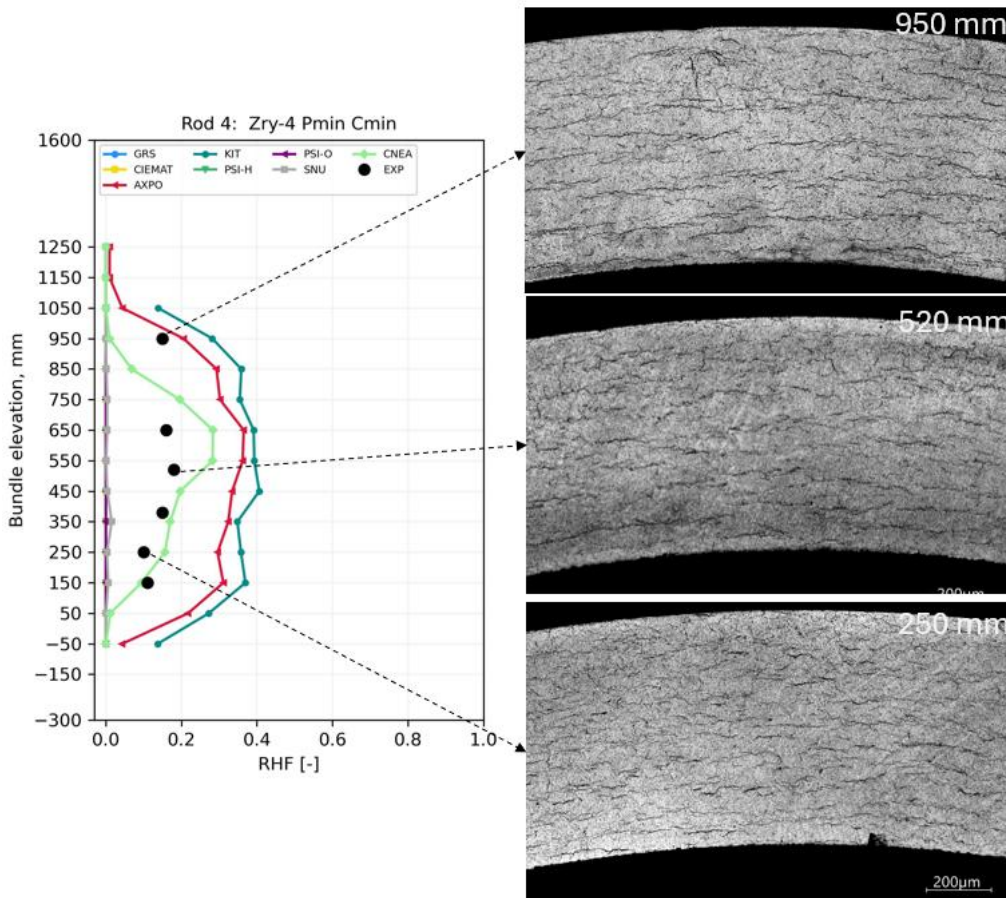 Rod 4: Zry-4 Pmin Cmin
GRS
CIEMAT
AXPO
KIT
PSI-H
PSI-O
SNU
CNEA
EXP
Bundle elevation, mm
1600
1250
1150
1050
950
850
750
650
550
450
350
250
150
50
−50
−150
−300
0.0 0.2 0.4 0.6 0.8 1.0
RHF [-]
950 mm
520 mm
200µm
250 mm
200µm